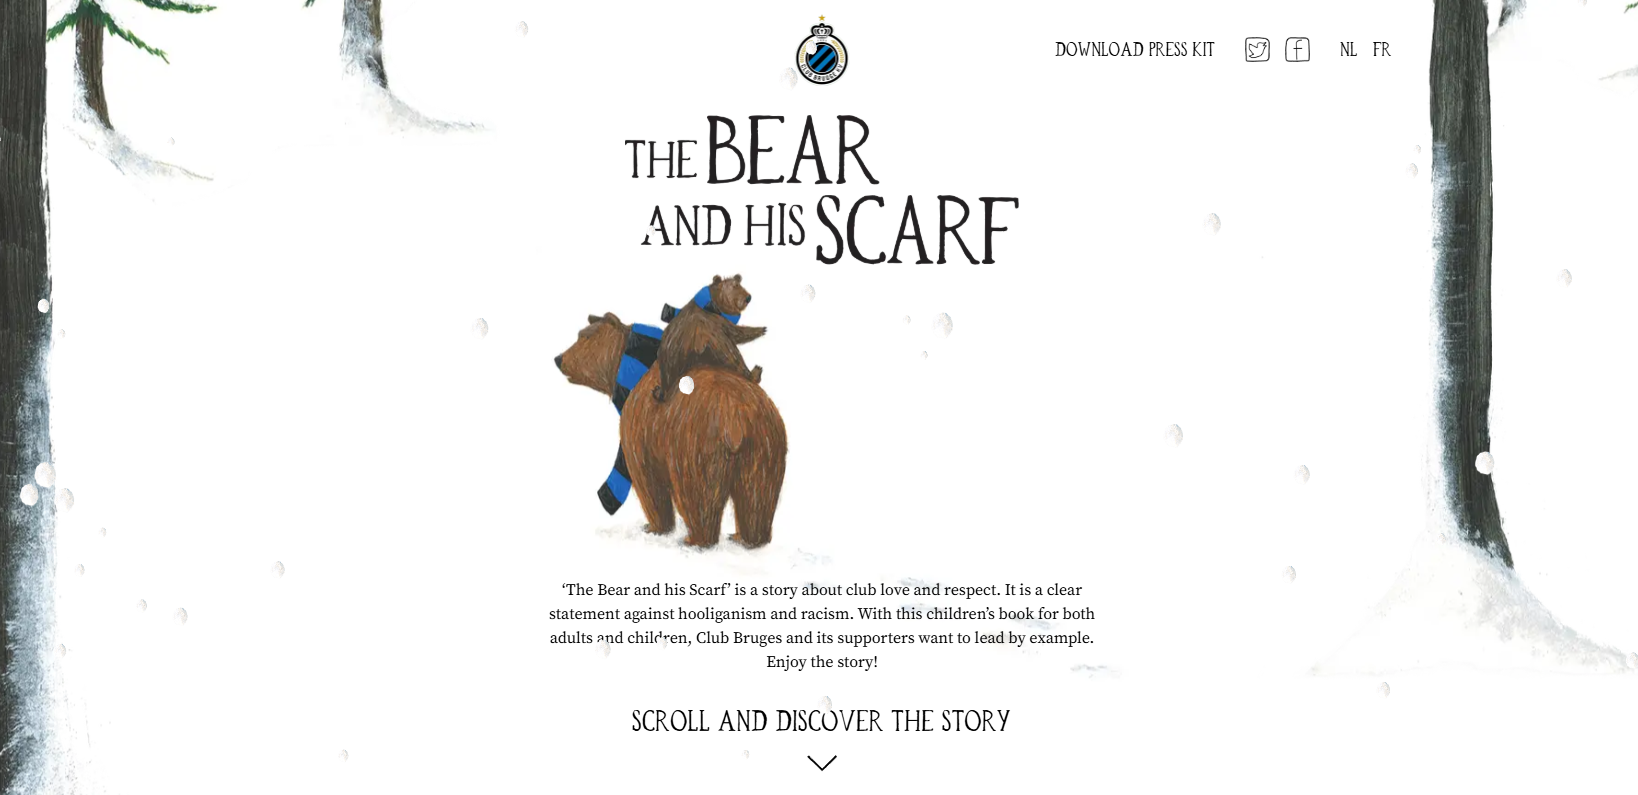 CLUB BRUGGE K.V.
DOWNLOAD PRESS KIT
NL FR
THE BEAR
AND HIS SCARF
‘The Bear and his Scarf’ is a story about club love and respect. It is a clear
statement against hooliganism and racism. With this children’s book for both
adults and children, Club Bruges and its supporters want to lead by example.
Enjoy the story!
SCROLL AND DISCOVER THE STORY